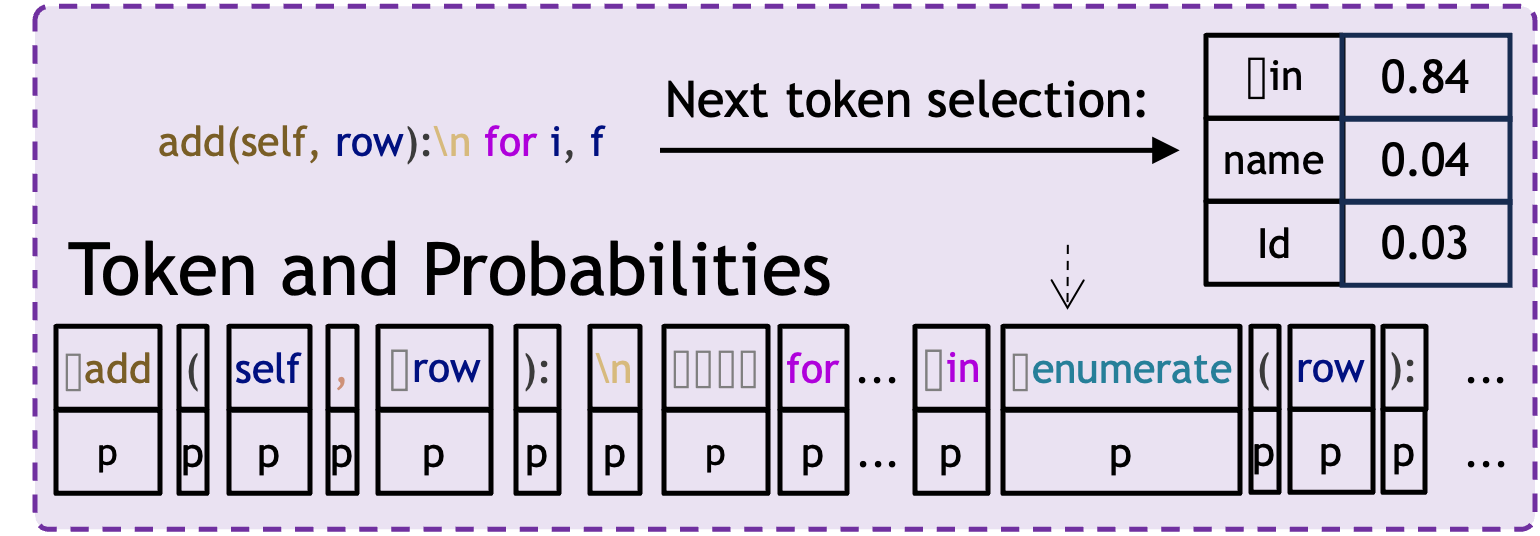 add(self, row):\n for i, f
Next token selection:
▯in 0.84
name 0.04
Id 0.03
Token and Probabilities
▯add ( self , ▯row ): \n ▯▯▯▯ for ... ▯in ▯enumerate ( row ): ...
p p p p p p p p p ... p p p p p ...